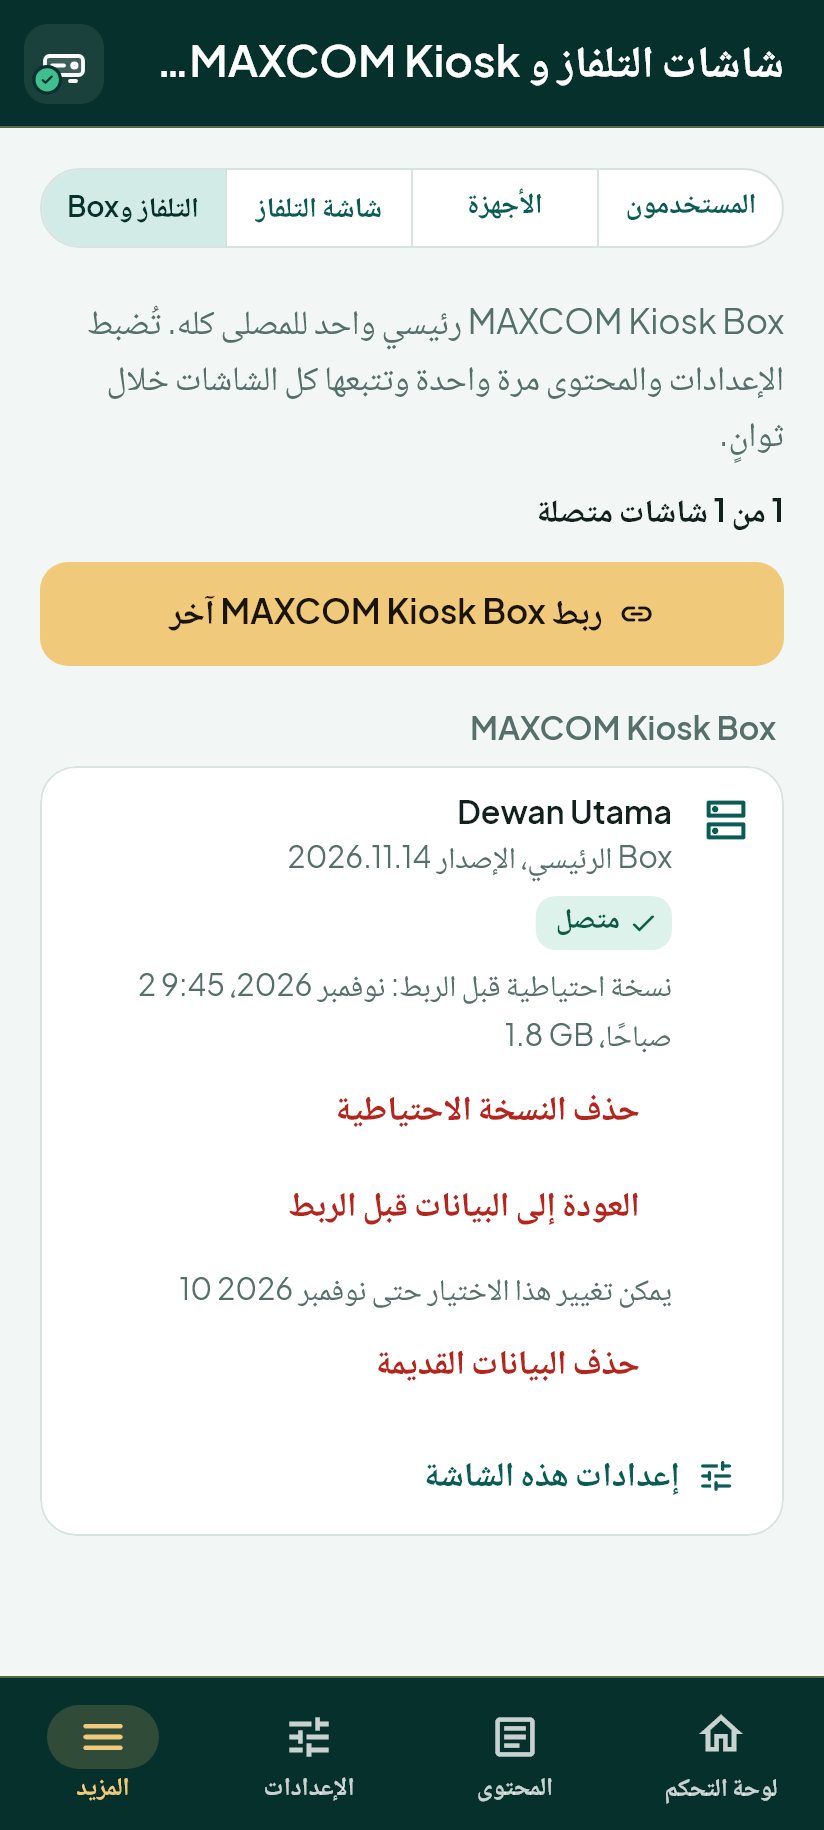 شاشات التلفاز و MAXCOM Kiosk...
المستخدمون
الأجهزة
شاشة التلفاز
التلفاز وBox
MAXCOM Kiosk Box رئيسي واحد للمصلى كله. تُضبط
الإعدادات والمحتوى مرة واحدة وتتبعها كل الشاشات خلال
ثوانٍ.
1 من 1 شاشات متصلة
ربط MAXCOM Kiosk Box آخر
MAXCOM Kiosk Box
Dewan Utama
Box الرئيسي، الإصدار 2026.11.14
متصل
نسخة احتياطية قبل الربط: نوفمبر 2026، 9:45 2
صباحًا، 1.8 GB
حذف النسخة الاحتياطية
العودة إلى البيانات قبل الربط
يمكن تغيير هذا الاختيار حتى نوفمبر 2026 10
حذف البيانات القديمة
إعدادات هذه الشاشة
لوحة التحكم
المحتوى
الإعدادات
المزيد